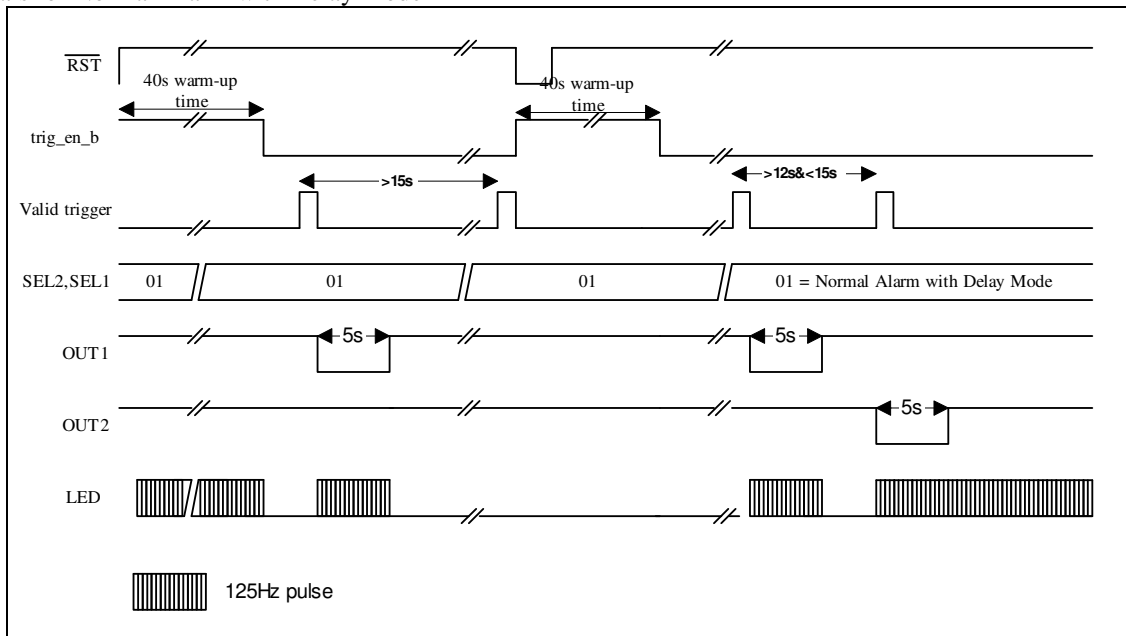 RST
40s warm-up
time
40s warm-up
time
trig_en_b
>15s
>12s&<15s
Valid trigger
SEL2,SEL1
01
01
01
01 = Normal Alarm with Delay Mode
5s
5s
OUT1
5s
OUT2
LED
125Hz pulse